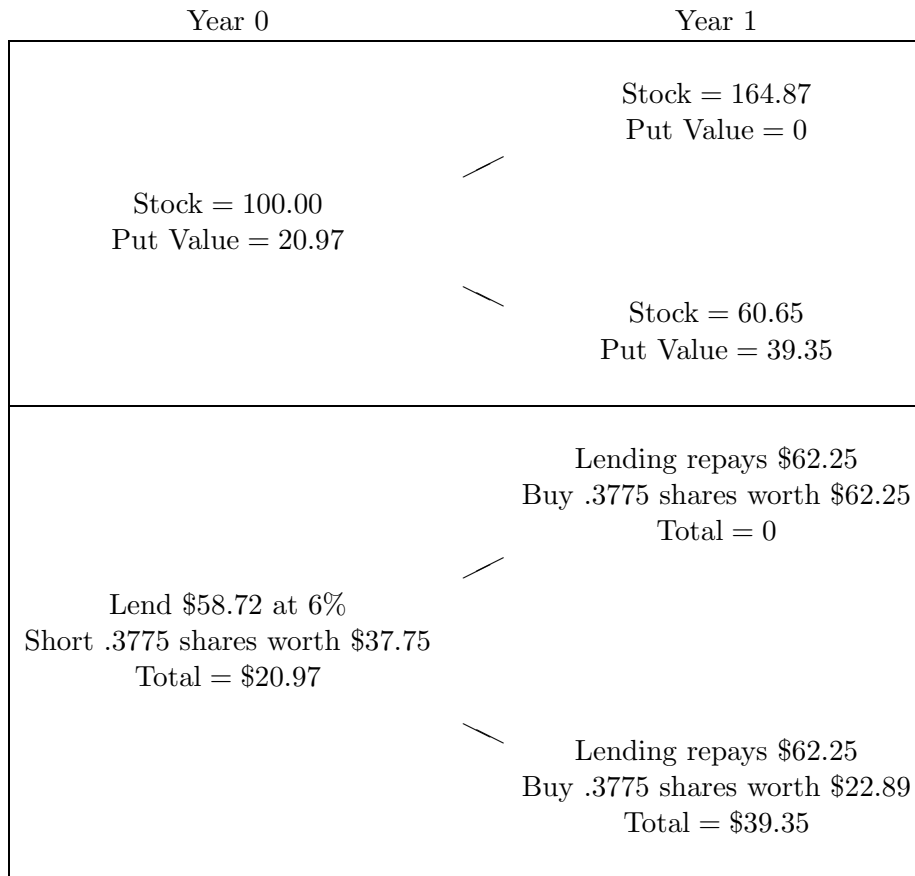 Year 0 Year 1
Stock = 164.87
Put Value = 0
Stock = 100.00
Put Value = 20.97
Stock = 60.65
Put Value = 39.35
Lending repays $62.25
Buy .3775 shares worth $62.25
Total = 0
Lend $58.72 at 6%
Short .3775 shares worth $37.75
Total = $20.97
Lending repays $62.25
Buy .3775 shares worth $22.89
Total = $39.35